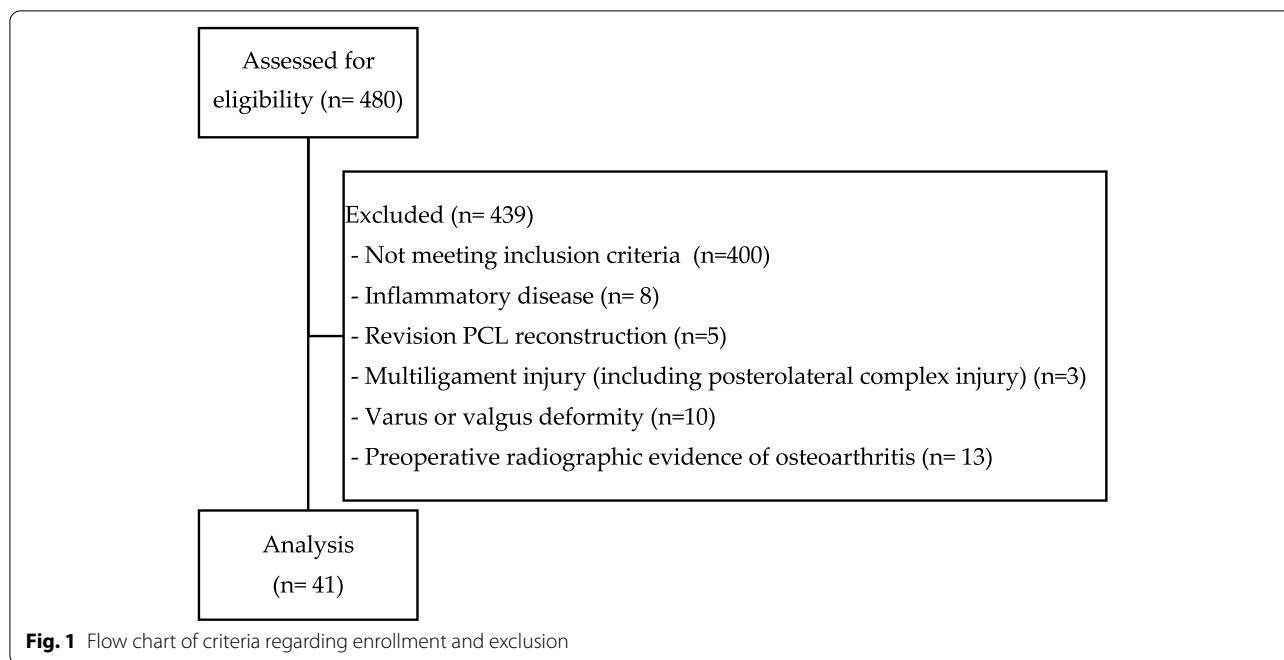 Assessed for
eligibility (n= 480)
Excluded (n= 439)
- Not meeting inclusion criteria  (n=400)
- Inflammatory disease (n= 8)
- Revision PCL reconstruction (n=5)
- Multiligament injury (including posterolateral complex injury) (n=3)
- Varus or valgus deformity (n=10)
- Preoperative radiographic evidence of osteoarthritis (n= 13)
Analysis
(n= 41)
Fig. 1 Flow chart of criteria regarding enrollment and exclusion